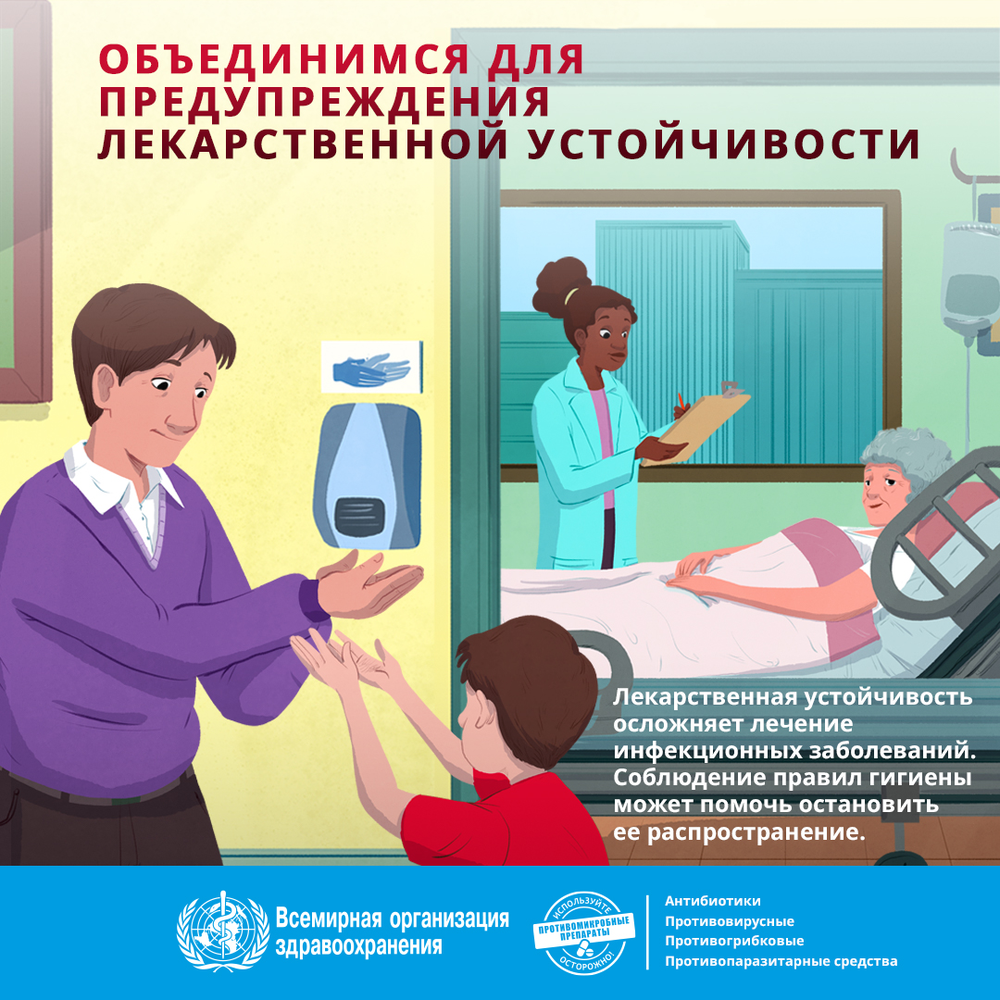 ОБЪЕДИНИМСЯ ДЛЯ
ПРЕДУПРЕЖДЕНИЯ
ЛЕКАРСТВЕННОЙ УСТОЙЧИВОСТИ
Лекарственная устойчивость
осложняет лечение
инфекционных заболеваний.
Соблюдение правил гигиены
может помочь остановить
ее распространение.
Всемирная организация
здравоохранения
ИСПОЛЬЗУЙТЕ
ПРОТИВОМИКРОБНЫЕ
ПРЕПАРАТЫ
ОСТОРОЖНО!
Антибиотики
Противовирусные
Противогрибковые
Противопаразитарные средства